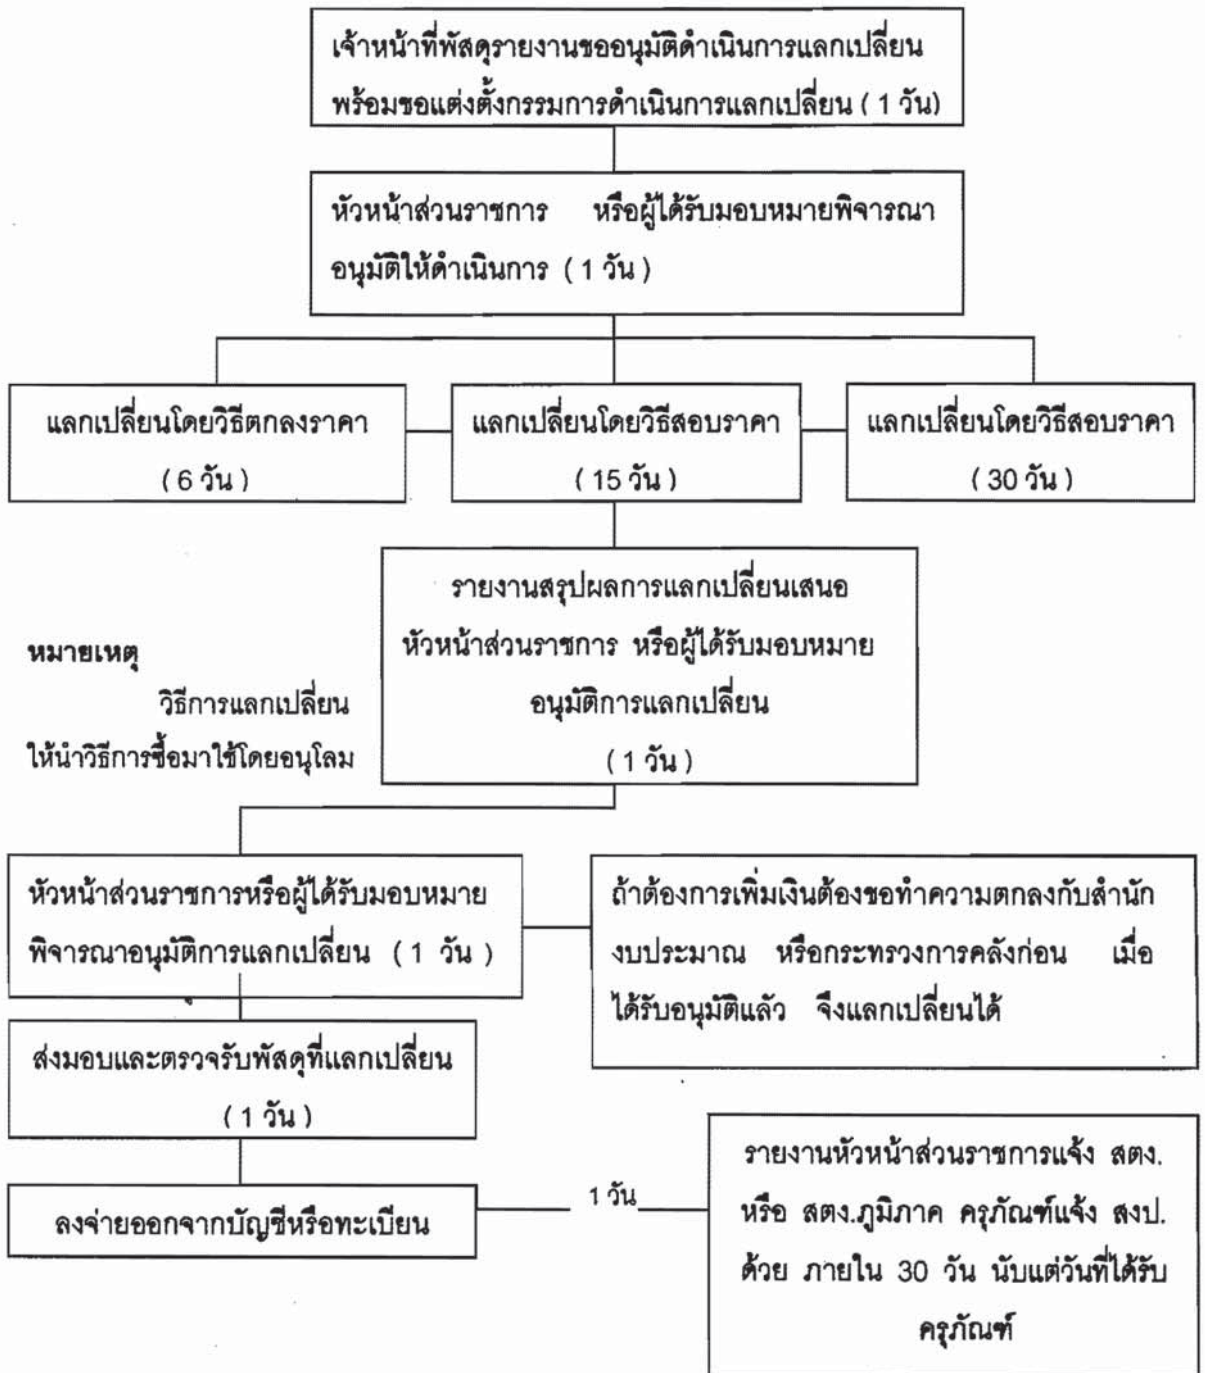 เจ้าหน้าที่พัสดุรายงานขออนุมัติดำเนินการแลกเปลี่ยน
พร้อมขอแต่งตั้งกรรมการดำเนินการแลกเปลี่ยน ( 1 วัน)
หัวหน้าส่วนราชการ หรือผู้ได้รับมอบหมายพิจารณา
อนุมัติให้ดำเนินการ ( 1 วัน )
แลกเปลี่ยนโดยวิธีตกลงราคา
( 6 วัน )
แลกเปลี่ยนโดยวิธีสอบราคา
( 15 วัน )
แลกเปลี่ยนโดยวิธีสอบราคา
( 30 วัน )
รายงานสรุปผลการแลกเปลี่ยนเสนอ
หัวหน้าส่วนราชการ หรือผู้ได้รับมอบหมาย
อนุมัติการแลกเปลี่ยน
( 1 วัน )
หมายเหตุ
วิธีการแลกเปลี่ยน
ให้นำวิธีการซื้อมาใช้โดยอนุโลม
หัวหน้าส่วนราชการหรือผู้ได้รับมอบหมาย
พิจารณาอนุมัติการแลกเปลี่ยน ( 1 วัน )
ถ้าต้องการเพิ่มเงินต้องขอทำความตกลงกับสำนัก
งบประมาณ หรือกระทรวงการคลังก่อน เมื่อ
ได้รับอนุมัติแล้ว จึงแลกเปลี่ยนได้
ส่งมอบและตรวจรับพัสดุที่แลกเปลี่ยน
( 1 วัน )
ลงจ่ายออกจากบัญชีหรือทะเบียน
1 วัน
รายงานหัวหน้าส่วนราชการแจ้ง สตง.
หรือ สตง.ภูมิภาค ครุภัณฑ์แจ้ง สงป.
ด้วย ภายใน 30 วัน นับแต่วันที่ได้รับ
ครุภัณฑ์